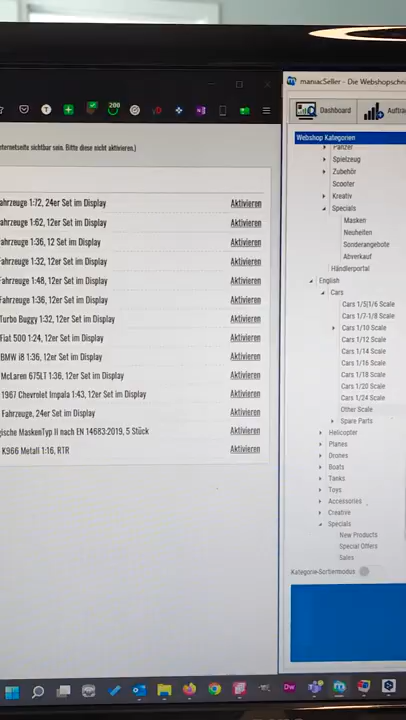 maniacSeller - Die Webshopsche
200
Dashboard
Auftra
nternetseite sichtbar sein. Bitte diese nicht aktivieren.)
Webshop Kategorien
Panzer
Spielzeug
Zubehör
Scooter
Kreativ
Specials
Masken
Neuheiten
Sonderangebote
Abverkauf
Händlerportal
English
Cars
Cars 1/5|1/6 Scale
Cars 1/7-1/8 Scale
Cars 1/10 Scale
Cars 1/12 Scale
Cars 1/14 Scale
Cars 1/16 Scale
Cars 1/18 Scale
Cars 1/20 Scale
Cars 1/24 Scale
Other Scale
Spare Parts
Helicopter
Planes
Drones
Boats
Tanks
Toys
Accessories
Creative
Specials
New Products
Special Offers
Sales
Kategorie-Sortiermodus
ahrzeuge 1:72, 24er Set im Display Aktivieren
ahrzeuge 1:62, 12er Set im Display Aktivieren
ahrzeuge 1:36, 12 Set im Display Aktivieren
Fahrzeuge 1:32, 12er Set im Display Aktivieren
Fahrzeuge 1:48, 12er Set im Display Aktivieren
Fahrzeuge 1:36, 12er Set im Display Aktivieren
Turbo Buggy 1:32, 12er Set im Display Aktivieren
Fiat 500 1:24, 12er Set im Display Aktivieren
BMW i8 1:36, 12er Set im Display Aktivieren
McLaren 675LT 1:36, 12er Set im Display Aktivieren
1967 Chevrolet Impala 1:43, 12er Set im Display Aktivieren
Fahrzeuge, 24er Set im Display Aktivieren
gische MaskenTyp II nach EN 14683:2019, 5 Stück Aktivieren
K966 Metall 1:16, RTR Aktivieren